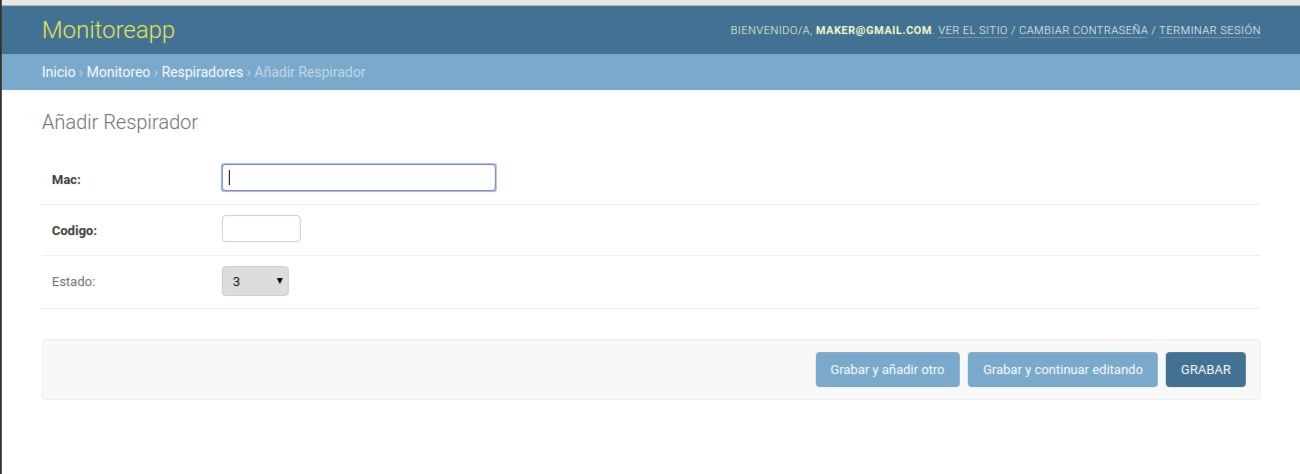 Monitoreapp
BIENVENIDO/A, MAKER@GMAIL.COM. VER EL SITIO / CAMBIAR CONTRASEÑA / TERMINAR SESIÓN
Inicio › Monitoreo › Respiradores › Añadir Respirador
Añadir Respirador
Mac:
Codigo:
Estado: 3
Grabar y añadir otro Grabar y continuar editando GRABAR